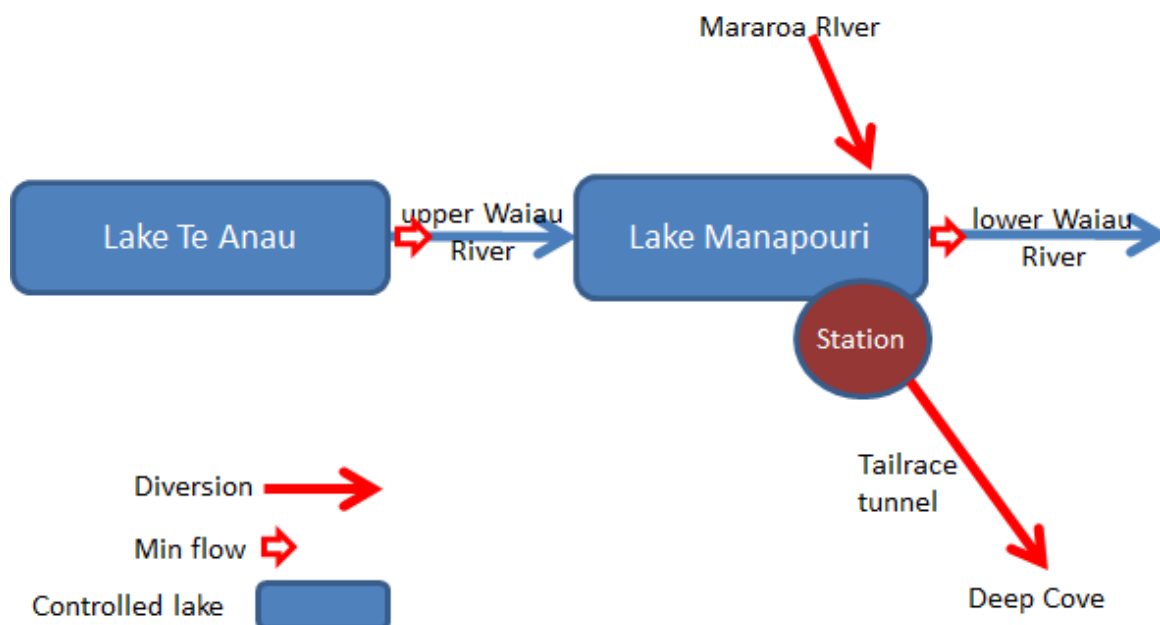 Mararoa RIver
Lake Te Anau
upper Waiau
River
Lake Manapouri
lower Waiau
River
Station
Tailrace
tunnel
Deep Cove
Diversion
Min flow
Controlled lake